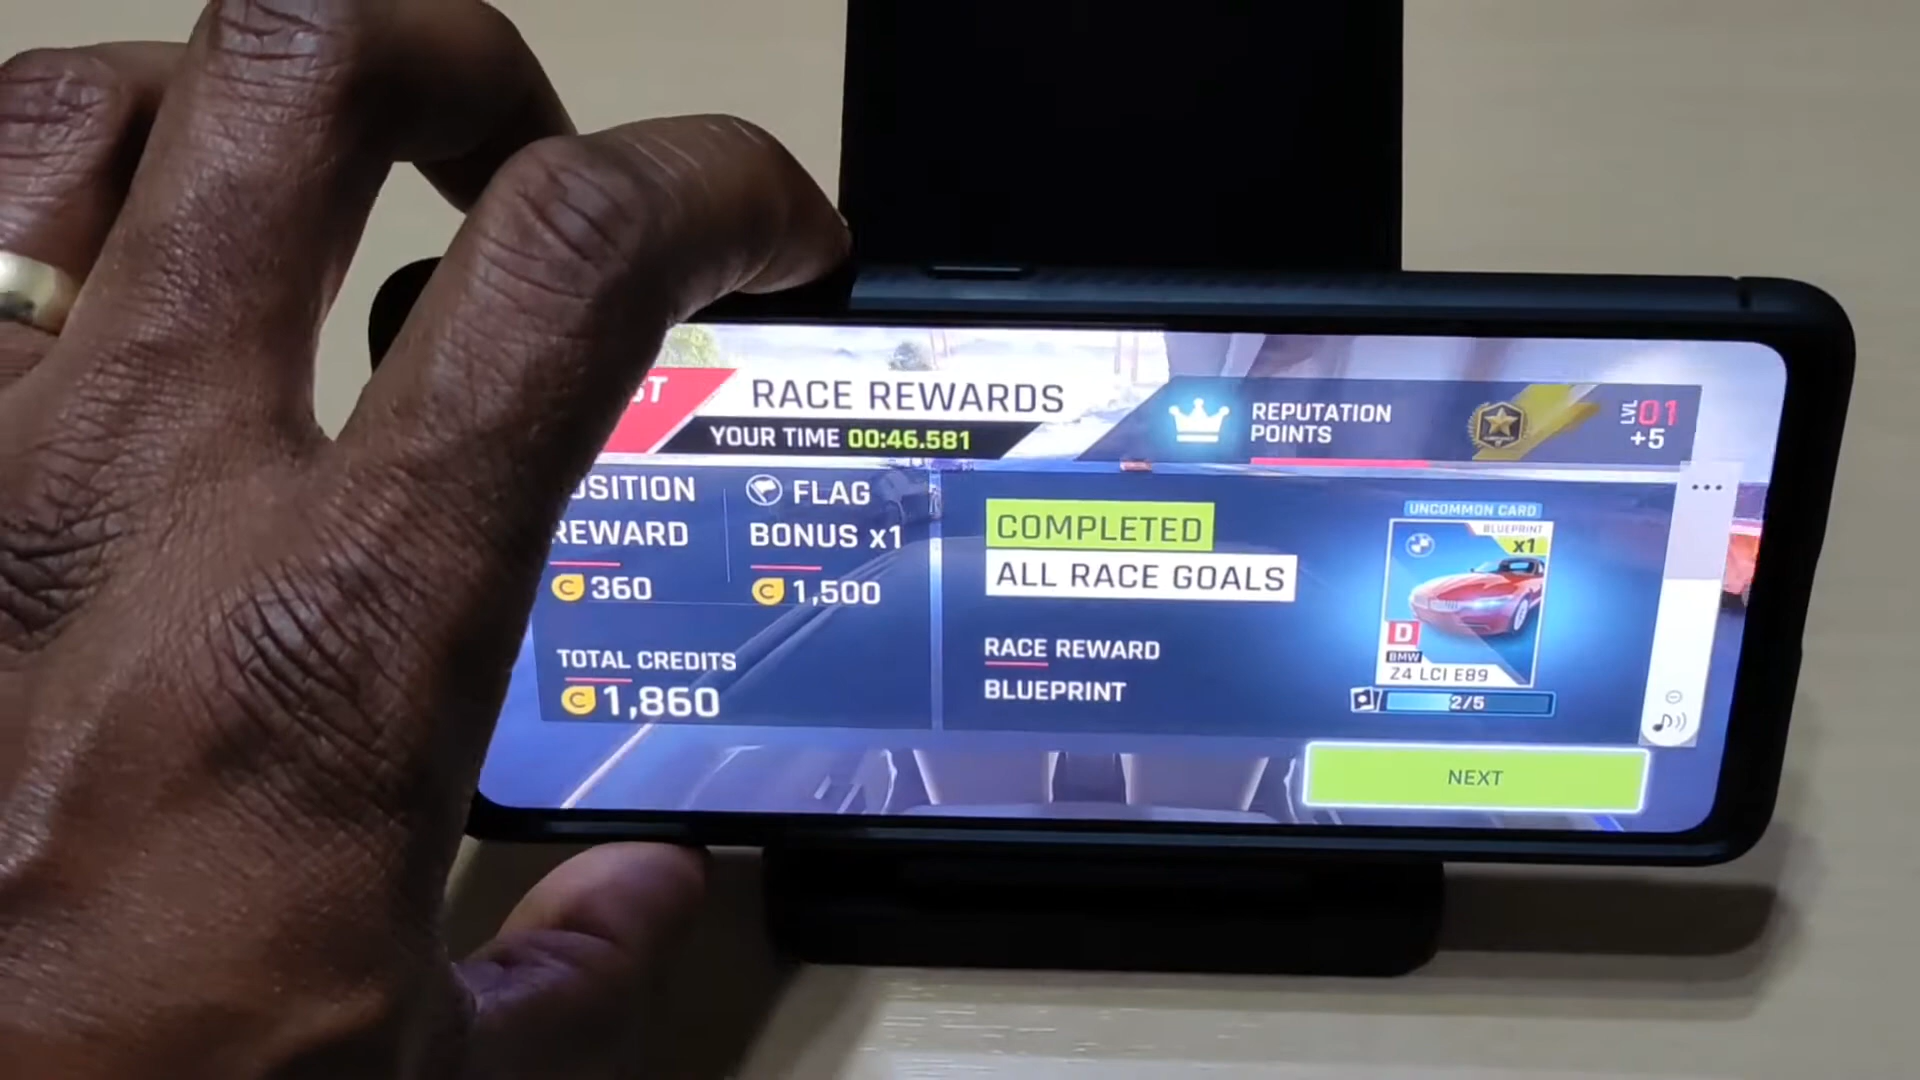 ST
RACE REWARDS
YOUR TIME 00:46.581
REPUTATION
POINTS
LVL 01
+5
OSITION
REWARD
C 360
FLAG
BONUS x1
C 1,500
TOTAL CREDITS
C 1,860
COMPLETED
ALL RACE GOALS
RACE REWARD
BLUEPRINT
UNCOMMON CARD
BLUEPRINT
x1
D
BMW
Z4 LCI E89
2/5
NEXT